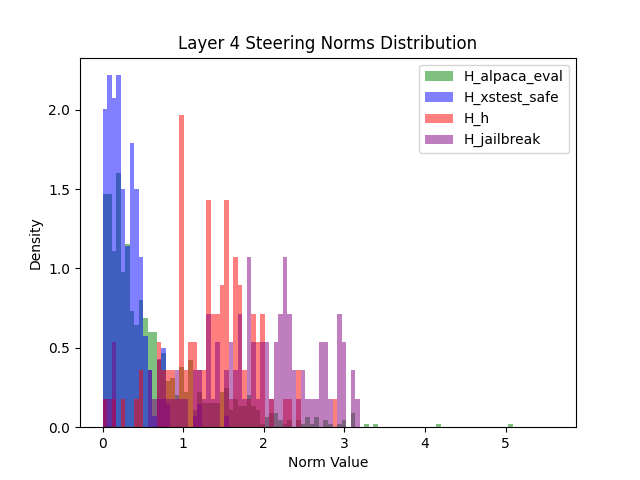 Layer 4 Steering Norms Distribution
H_alpaca_eval
H_xstest_safe
H_h
H_jailbreak
Density
2.0
1.5
1.0
0.5
0.0
0 1 2 3 4 5
Norm Value